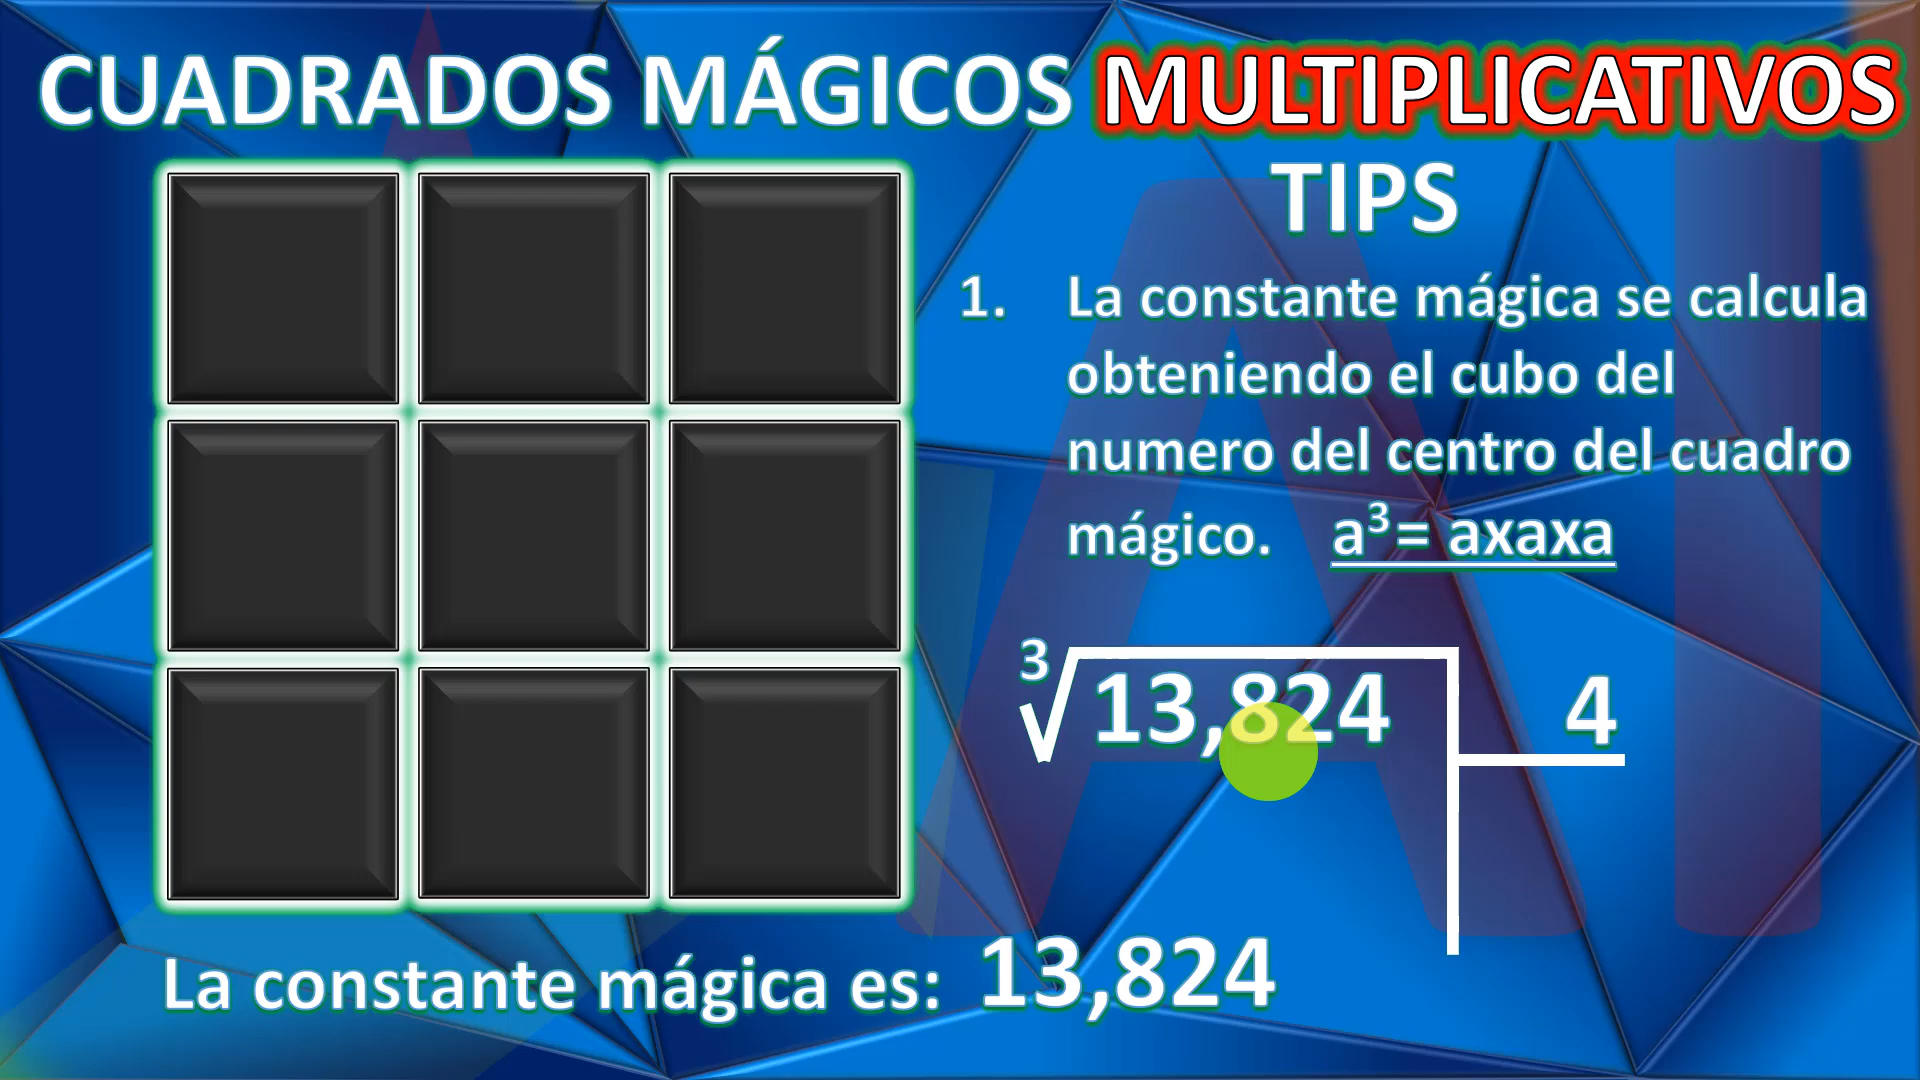 CUADRADOS MÁGICOS MULTIPLICATIVOS
TIPS
1. La constante mágica se calcula
obteniendo el cubo del
numero del centro del cuadro
mágico. a³= axaxa
3
√13,824 4
La constante mágica es: 13,824